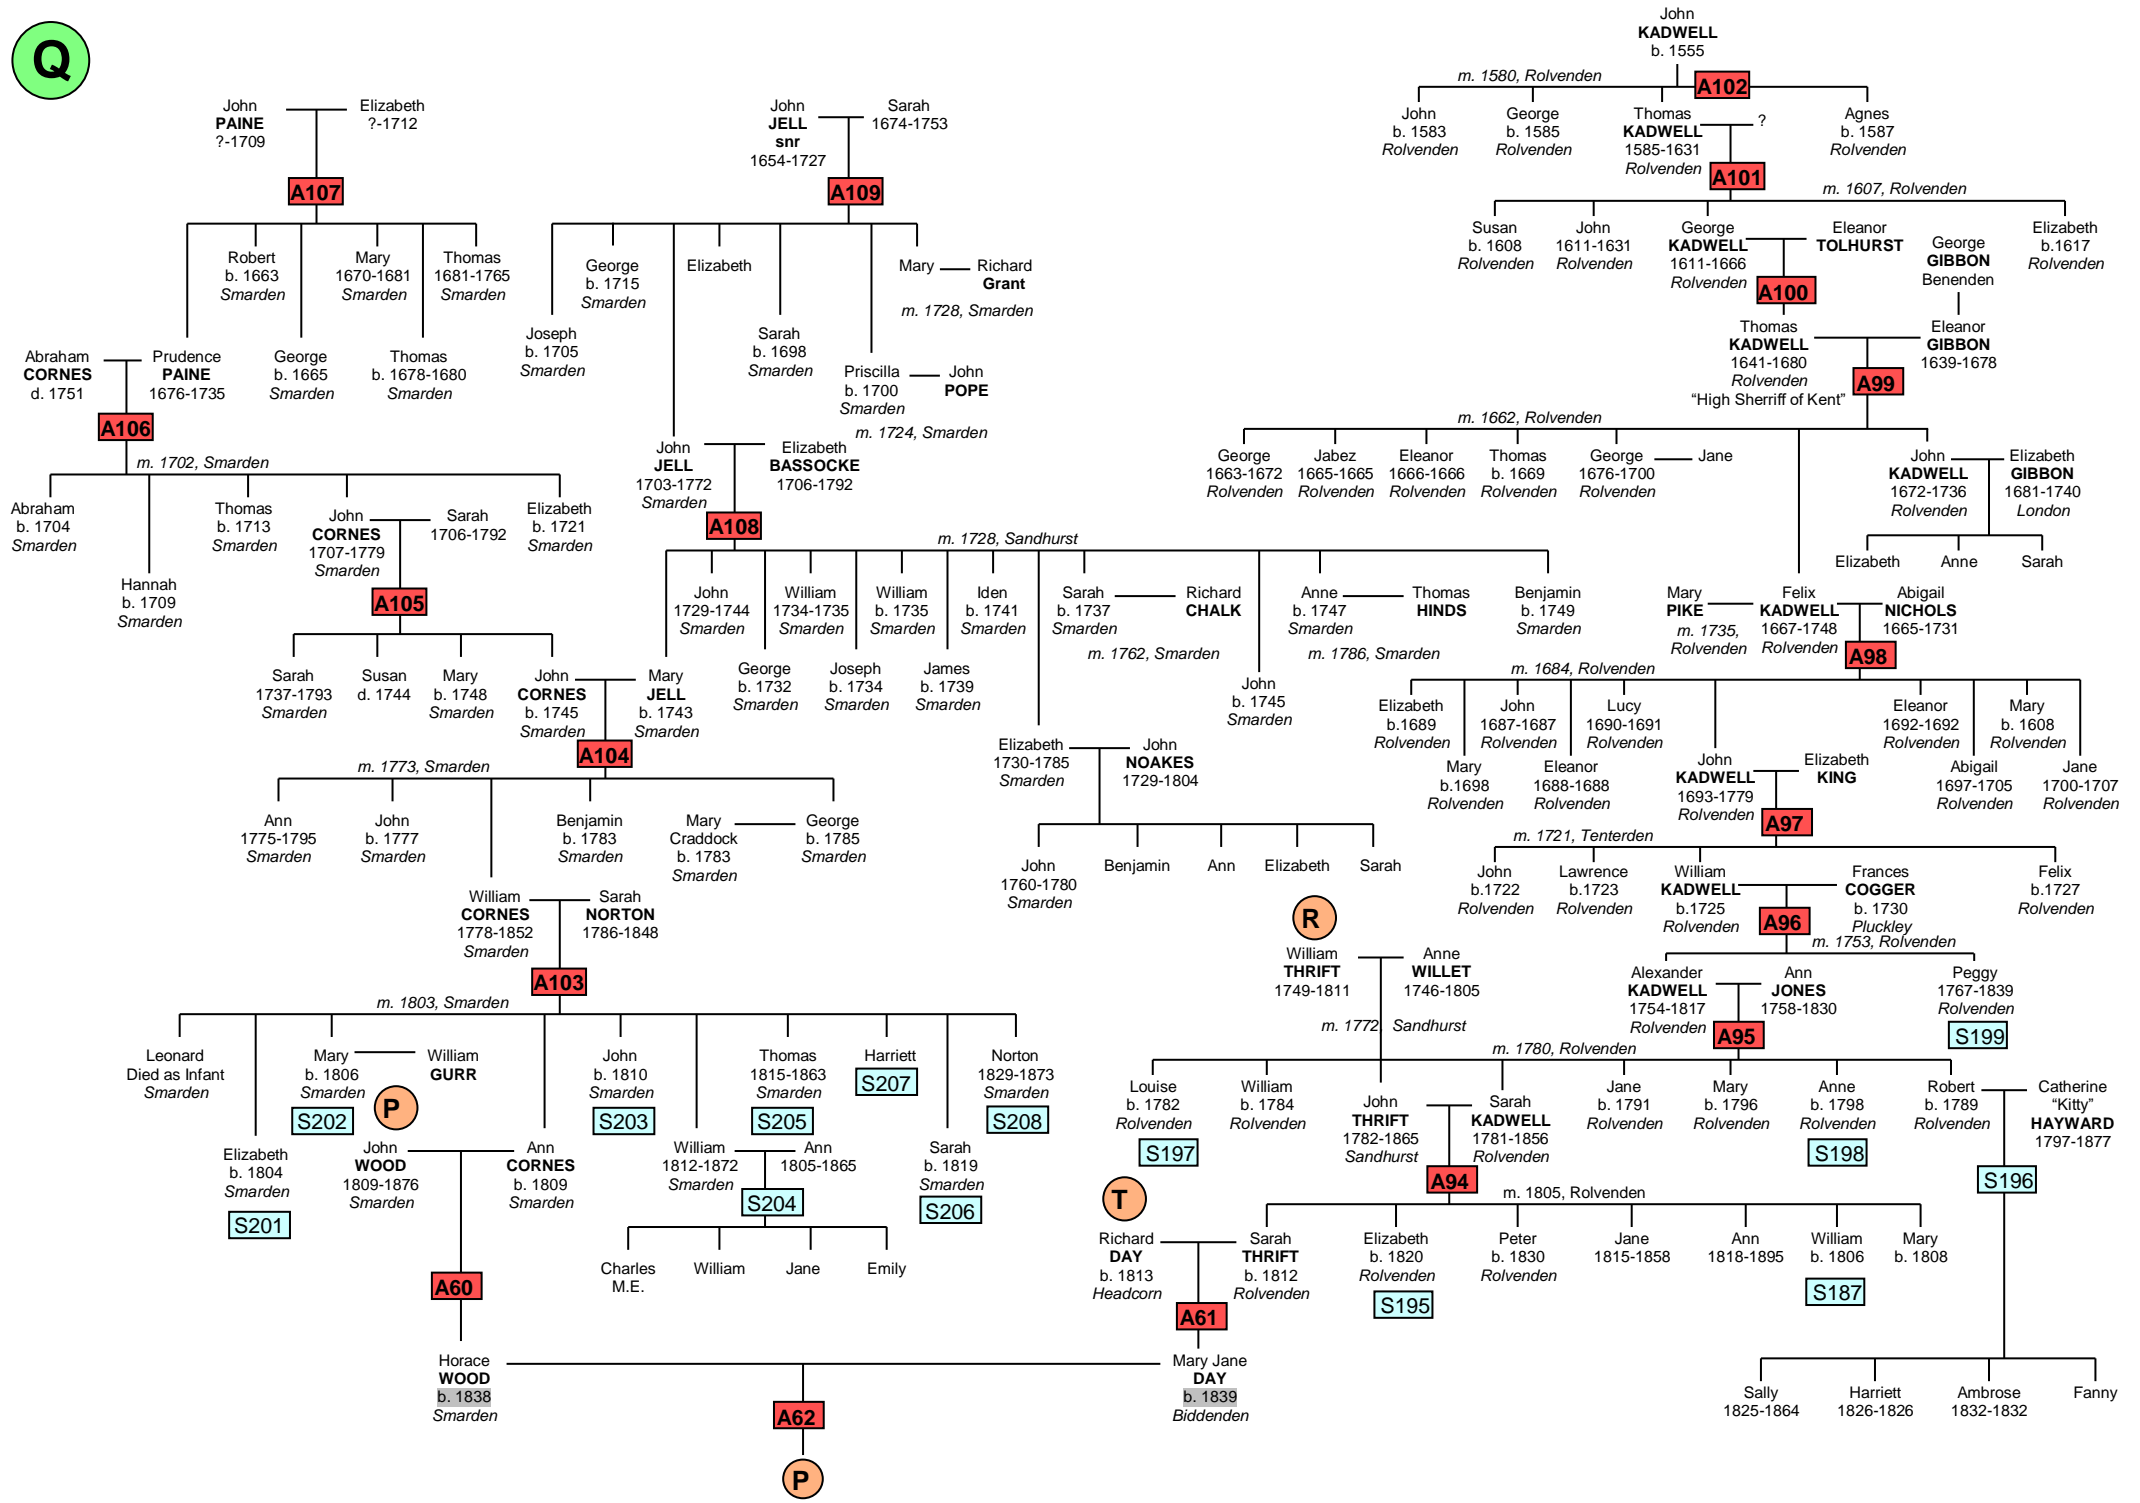 Q
John
KADWELL
b. 1555
m. 1580, Rolvenden
A102
John
b. 1583
Rolvenden
George
b. 1585
Rolvenden
Thomas
KADWELL
1585-1631
Rolvenden
?
Agnes
b. 1587
Rolvenden
A101
m. 1607, Rolvenden
Susan
b. 1608
Rolvenden
John
1611-1631
Rolvenden
George
KADWELL
1611-1666
Rolvenden
Eleanor
TOLHURST
George
GIBBON
Benenden
Elizabeth
b.1617
Rolvenden
A100
Thomas
KADWELL
1641-1680
Rolvenden
“High Sherriff of Kent”
Eleanor
GIBBON
1639-1678
A99
m. 1662, Rolvenden
George
1663-1672
Rolvenden
Jabez
1665-1665
Rolvenden
Eleanor
1666-1666
Rolvenden
Thomas
b. 1669
Rolvenden
George
1676-1700
Rolvenden
Jane
John
KADWELL
1672-1736
Rolvenden
Elizabeth
GIBBON
1681-1740
London
Elizabeth
Anne
Sarah
Mary
PIKE
m. 1735,
Rolvenden
Felix
KADWELL
1667-1748
Rolvenden
Abigail
NICHOLS
1665-1731
A98
m. 1684, Rolvenden
Elizabeth
b.1689
Rolvenden
John
1687-1687
Rolvenden
Lucy
1690-1691
Rolvenden
Eleanor
1692-1692
Rolvenden
Mary
b. 1608
Rolvenden
Mary
b.1698
Rolvenden
Eleanor
1688-1688
Rolvenden
John
KADWELL
1693-1779
Rolvenden
Elizabeth
KING
Abigail
1697-1705
Rolvenden
Jane
1700-1707
Rolvenden
A97
m. 1721, Tenterden
John
b.1722
Rolvenden
Lawrence
b.1723
Rolvenden
William
KADWELL
b.1725
Rolvenden
Frances
COGGER
b. 1730
Pluckley
Felix
b.1727
Rolvenden
A96
m. 1753, Rolvenden
Alexander
KADWELL
1754-1817
Rolvenden
Ann
JONES
1758-1830
Peggy
1767-1839
Rolvenden
S199
A95
m. 1780, Rolvenden
R
William
THRIFT
1749-1811
Anne
WILLET
1746-1805
m. 1772, Sandhurst
Louise
b. 1782
Rolvenden
S197
William
b. 1784
Rolvenden
John
THRIFT
1782-1865
Sandhurst
Sarah
KADWELL
1781-1856
Rolvenden
Jane
b. 1791
Rolvenden
Mary
b. 1796
Rolvenden
Anne
b. 1798
Rolvenden
S198
Robert
b. 1789
Rolvenden
Catherine
“Kitty”
HAYWARD
1797-1877
S196
A94
m. 1805, Rolvenden
T
Richard
DAY
b. 1813
Headcorn
Sarah
THRIFT
b. 1812
Rolvenden
Elizabeth
b. 1820
Rolvenden
S195
Peter
b. 1830
Rolvenden
Jane
1815-1858
Ann
1818-1895
William
b. 1806
S187
Mary
b. 1808
A61
Sally
1825-1864
Harriett
1826-1826
Ambrose
1832-1832
Fanny
John
PAINE
?-1709
Elizabeth
?-1712
A107
Robert
b. 1663
Smarden
Mary
1670-1681
Smarden
Thomas
1681-1765
Smarden
Abraham
CORNES
d. 1751
Prudence
PAINE
1676-1735
George
b. 1665
Smarden
Thomas
b. 1678-1680
Smarden
A106
m. 1702, Smarden
Abraham
b. 1704
Smarden
Hannah
b. 1709
Smarden
Thomas
b. 1713
Smarden
John
CORNES
1707-1779
Smarden
Sarah
1706-1792
Elizabeth
b. 1721
Smarden
A105
Sarah
1737-1793
Smarden
Susan
d. 1744
Mary
b. 1748
Smarden
John
CORNES
b. 1745
Smarden
Mary
JELL
b. 1743
Smarden
John
JELL
snr
1654-1727
Sarah
1674-1753
A109
Joseph
b. 1705
Smarden
George
b. 1715
Smarden
Elizabeth
Sarah
b. 1698
Smarden
Mary
Richard
Grant
m. 1728, Smarden
Priscilla
b. 1700
Smarden
John
POPE
m. 1724, Smarden
John
JELL
1703-1772
Smarden
Elizabeth
BASSOCKE
1706-1792
A108
m. 1728, Sandhurst
John
1729-1744
Smarden
George
b. 1732
Smarden
William
1734-1735
Smarden
Joseph
b. 1734
Smarden
William
b. 1735
Smarden
James
b. 1739
Smarden
Iden
b. 1741
Smarden
Sarah
b. 1737
Smarden
Richard
CHALK
m. 1762, Smarden
John
b. 1745
Smarden
Anne
b. 1747
Smarden
Thomas
HINDS
m. 1786, Smarden
Benjamin
b. 1749
Smarden
Elizabeth
1730-1785
Smarden
John
NOAKES
1729-1804
John
1760-1780
Smarden
Benjamin
Ann
Elizabeth
Sarah
A104
m. 1773, Smarden
Ann
1775-1795
Smarden
John
b. 1777
Smarden
Benjamin
b. 1783
Smarden
Mary
Craddock
b. 1783
Smarden
George
b. 1785
Smarden
William
CORNES
1778-1852
Smarden
Sarah
NORTON
1786-1848
A103
m. 1803, Smarden
Leonard
Died as Infant
Smarden
Elizabeth
b. 1804
Smarden
S201
Mary
b. 1806
Smarden
S202
William
GURR
P
John
WOOD
1809-1876
Smarden
Ann
CORNES
b. 1809
Smarden
John
b. 1810
Smarden
S203
William
1812-1872
Smarden
Ann
1805-1865
S204
Thomas
1815-1863
Smarden
S205
Harriett
S207
Sarah
b. 1819
Smarden
S206
Norton
1829-1873
Smarden
S208
Charles
M.E.
William
Jane
Emily
A60
Horace
WOOD
b. 1838
Smarden
Mary Jane
DAY
b. 1839
Biddenden
A62
P